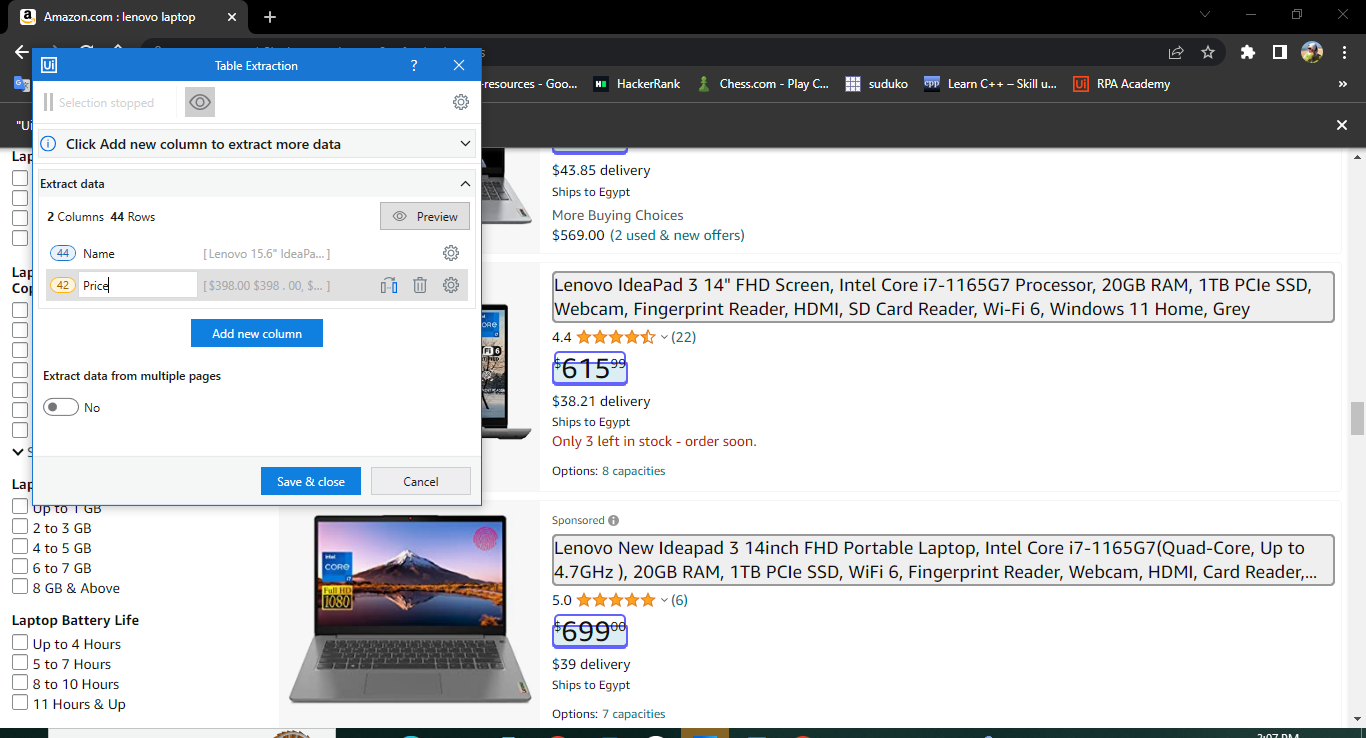 Amazon.com : lenovo laptop
-resources - Goo...
HackerRank
Chess.com - Play C...
suduko
Learn C++ – Skill u...
RPA Academy
"Ui
Ui Table Extraction ?
Selection stopped
Click Add new column to extract more data
Extract data
2 Columns 44 Rows
Preview
44 Name [ Lenovo 15.6" IdeaPa... ]
42 Price [ $398.00 $398 . 00, $... ]
Add new column
Extract data from multiple pages
No
Save & close Cancel
Lap
Lap
Co
Lap
Up to 1 GB
2 to 3 GB
4 to 5 GB
6 to 7 GB
8 GB & Above
Laptop Battery Life
Up to 4 Hours
5 to 7 Hours
8 to 10 Hours
11 Hours & Up
$43.85 delivery
Ships to Egypt
More Buying Choices
$569.00 (2 used & new offers)
Lenovo IdeaPad 3 14" FHD Screen, Intel Core i7-1165G7 Processor, 20GB RAM, 1TB PCIe SSD,
Webcam, Fingerprint Reader, HDMI, SD Card Reader, Wi-Fi 6, Windows 11 Home, Grey
4.4 (22)
$615 99
$38.21 delivery
Ships to Egypt
Only 3 left in stock - order soon.
Options: 8 capacities
Sponsored
Lenovo New Ideapad 3 14inch FHD Portable Laptop, Intel Core i7-1165G7(Quad-Core, Up to
4.7GHz ), 20GB RAM, 1TB PCIe SSD, WiFi 6, Fingerprint Reader, Webcam, HDMI, Card Reader,...
5.0 (6)
$699 00
$39 delivery
Ships to Egypt
Options: 7 capacities
intel
CORE
i7
Full HD
1080
2:07 PM